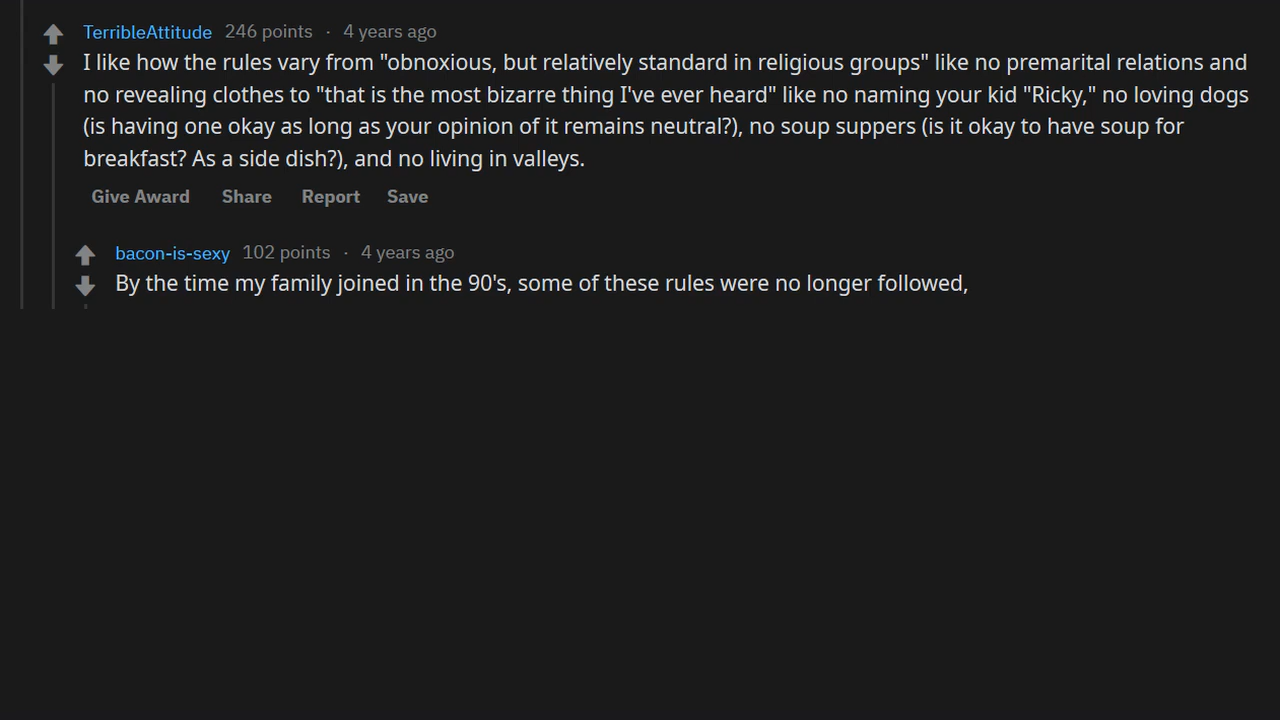 TerribleAttitude 246 points · 4 years ago
I like how the rules vary from "obnoxious, but relatively standard in religious groups" like no premarital relations and
no revealing clothes to "that is the most bizarre thing I've ever heard" like no naming your kid "Ricky," no loving dogs
(is having one okay as long as your opinion of it remains neutral?), no soup suppers (is it okay to have soup for
breakfast? As a side dish?), and no living in valleys.
Give Award Share Report Save
bacon-is-sexy 102 points · 4 years ago
By the time my family joined in the 90's, some of these rules were no longer followed,